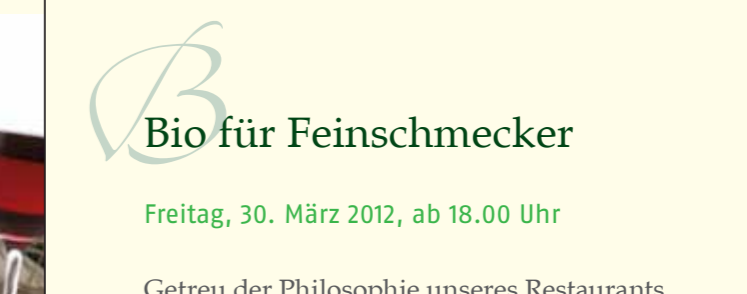 B
Bio für Feinschmecker
Freitag, 30. März 2012, ab 18.00 Uhr
Getreu der Philosophie unseres Restaurants